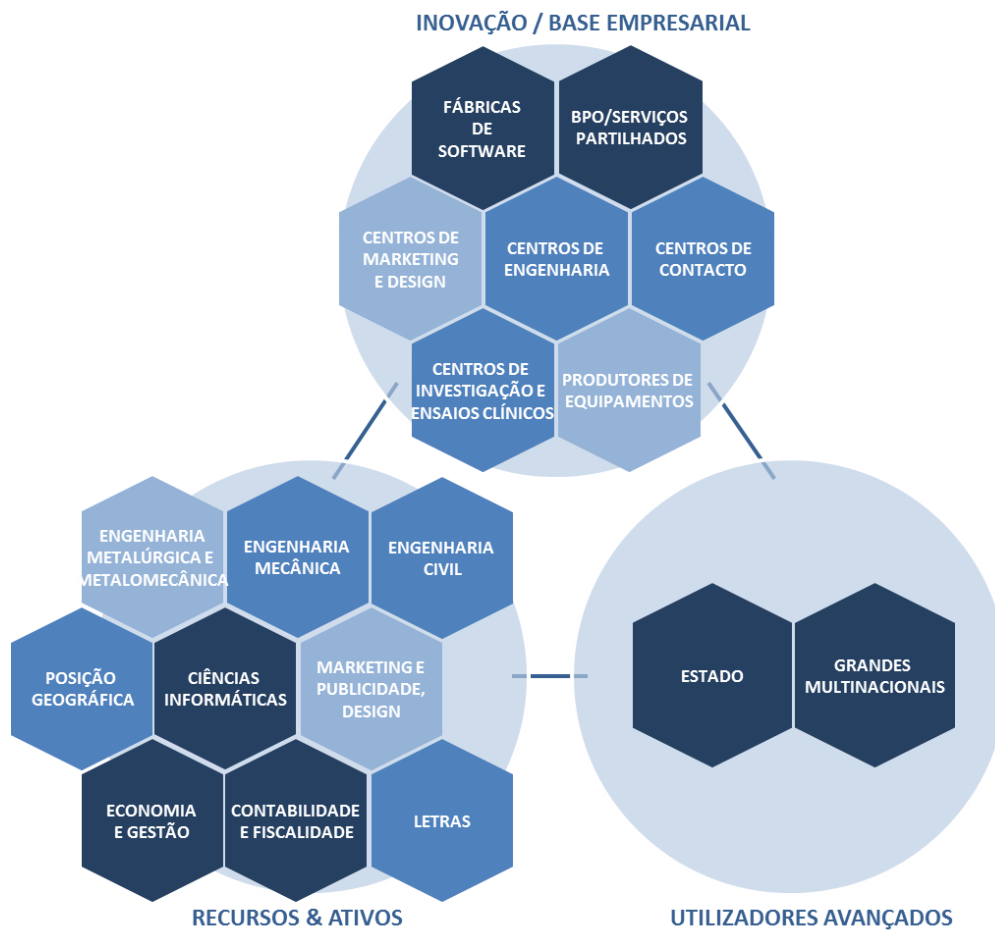 INOVAÇÃO / BASE EMPRESARIAL
FÁBRICAS
DE
SOFTWARE
BPO/SERVIÇOS
PARTILHADOS
CENTROS DE
MARKETING
E DESIGN
CENTROS DE
ENGENHARIA
CENTROS DE
CONTACTO
CENTROS DE
INVESTIGAÇÃO E
ENSAIOS CLÍNICOS
PRODUTORES DE
EQUIPAMENTOS
ENGENHARIA
METALÚRGICA E
METALOMECÂNICA
ENGENHARIA
MECÂNICA
ENGENHARIA
CIVIL
POSIÇÃO
GEOGRÁFICA
CIÊNCIAS
INFORMÁTICAS
MARKETING E
PUBLICIDADE,
DESIGN
ESTADO
GRANDES
MULTINACIONAIS
ECONOMIA
E GESTÃO
CONTABILIDADE
E FISCALIDADE
LETRAS
RECURSOS & ATIVOS
UTILIZADORES AVANÇADOS